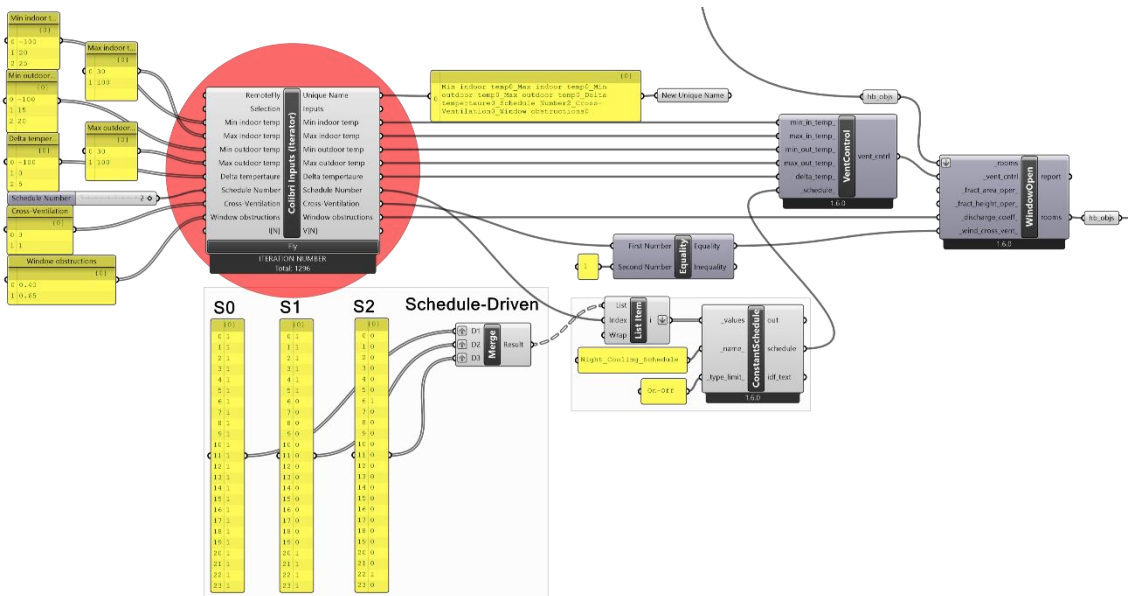 Min indoor t...
{0}
0 -100
1 20
2 25
Max indoor t...
{0}
0 30
1 100
Min outdoor...
{0}
0 -100
1 15
2 20
Max outdoor...
{0}
0 30
1 100
Delta temper...
{0}
0 -100
1 0
2 5
Schedule Number 2
Cross-Ventilation
{0}
0 0
1 1
Window obstructions
{0}
0 0.40
1 0.65
RemoteFly
Selection
Min indoor temp
Max indoor temp
Min outdoor temp
Max outdoor temp
Delta tempertaure
Schedule Number
Cross-Ventilation
Window obstructions
I[N]
Colibri Inputs (Iterator)
Unique Name
Inputs
Min indoor temp
Max indoor temp
Min outdoor temp
Max outdoor temp
Delta tempertaure
Schedule Number
Cross-Ventilation
Window obstructions
V[N]
Fly
ITERATION NUMBER
Total: 1296
{0}
0
Min indoor temp0_Max indoor temp0_Min
outdoor temp0_Max outdoor temp0_Delta
tempertaure0_Schedule Number2_Cross-
Ventilation0_Window obstructions0
New Unique Name
min_in_temp_
max_in_temp_
min_out_temp_
max_out_temp_
delta_temp_
_schedule_
VentControl
vent_cntrl
1.6.0
hb_objs
_rooms
_vent_cntrl
_fract_area_oper_
_fract_height_oper_
_discharge_coeff_
_wind_cross_vent_
WindowOpen
report
rooms
1.6.0
hb_objs
1
First Number
Second Number
Equality
Equality
Inequality
S0
S1
S2
Schedule-Driven
{0} {0} {0}
0 1 0 1 0 0
1 1 1 1 1 0
2 1 2 1 2 0
3 1 3 1 3 0
4 1 4 1 4 0
5 1 5 1 5 0
6 1 6 0 6 1
7 1 7 0 7 0
8 1 8 0 8 0
9 1 9 0 9 0
10 1 10 0 10 0
11 1 11 0 11 0
12 1 12 0 12 0
13 1 13 0 13 0
14 1 14 0 14 0
15 1 15 0 15 0
16 1 16 0 16 0
17 1 17 0 17 0
18 1 18 0 18 0
19 1 19 0 19 0
20 1 20 1 20 0
21 1 21 1 21 0
22 1 22 1 22 1
23 1 23 1 23 0
D1
D2
D3
Merge
Result
List
Index
Wrap
List Item
i
Night_Cooling_Schedule
On-Off
_values
_name_
_type_limit_
ConstantSchedule
out
schedule
idf_text
1.6.0